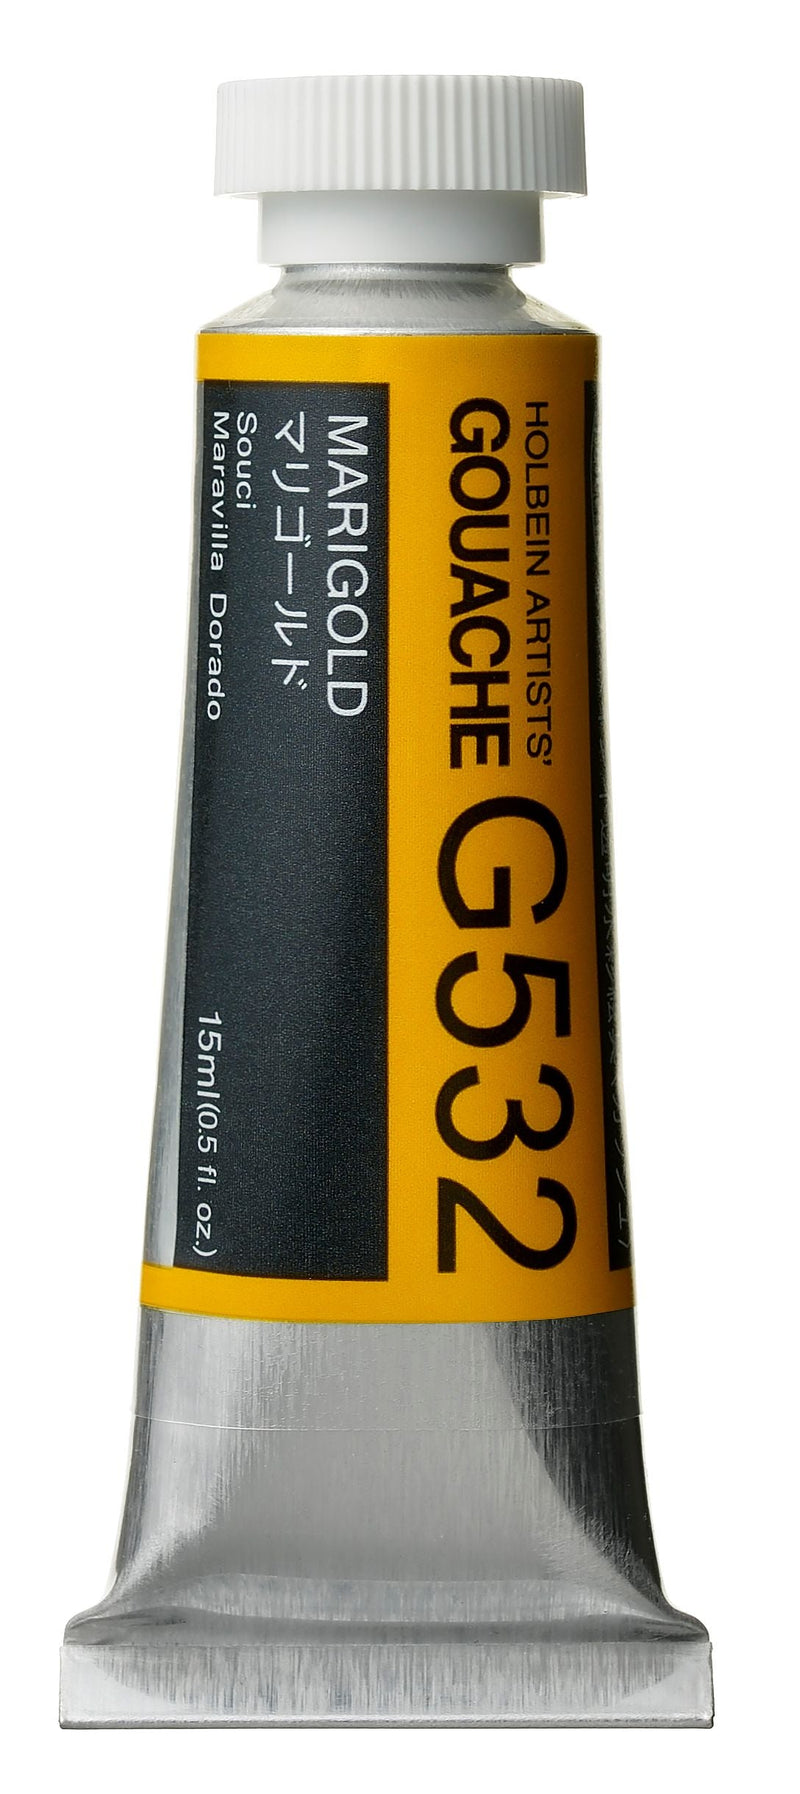 HOLBEIN ARTISTS'
GOUACHE G532
MARIGOLD
マリゴールド
Souci
Maravilla Dorado
15ml(0.5 fl. oz.)